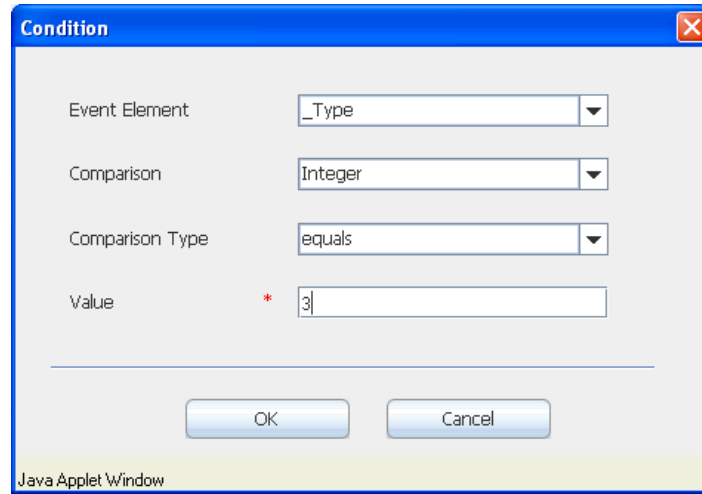 Condition
Event Element _Type
Comparison Integer
Comparison Type equals
Value * 3
OK Cancel
Java Applet Window